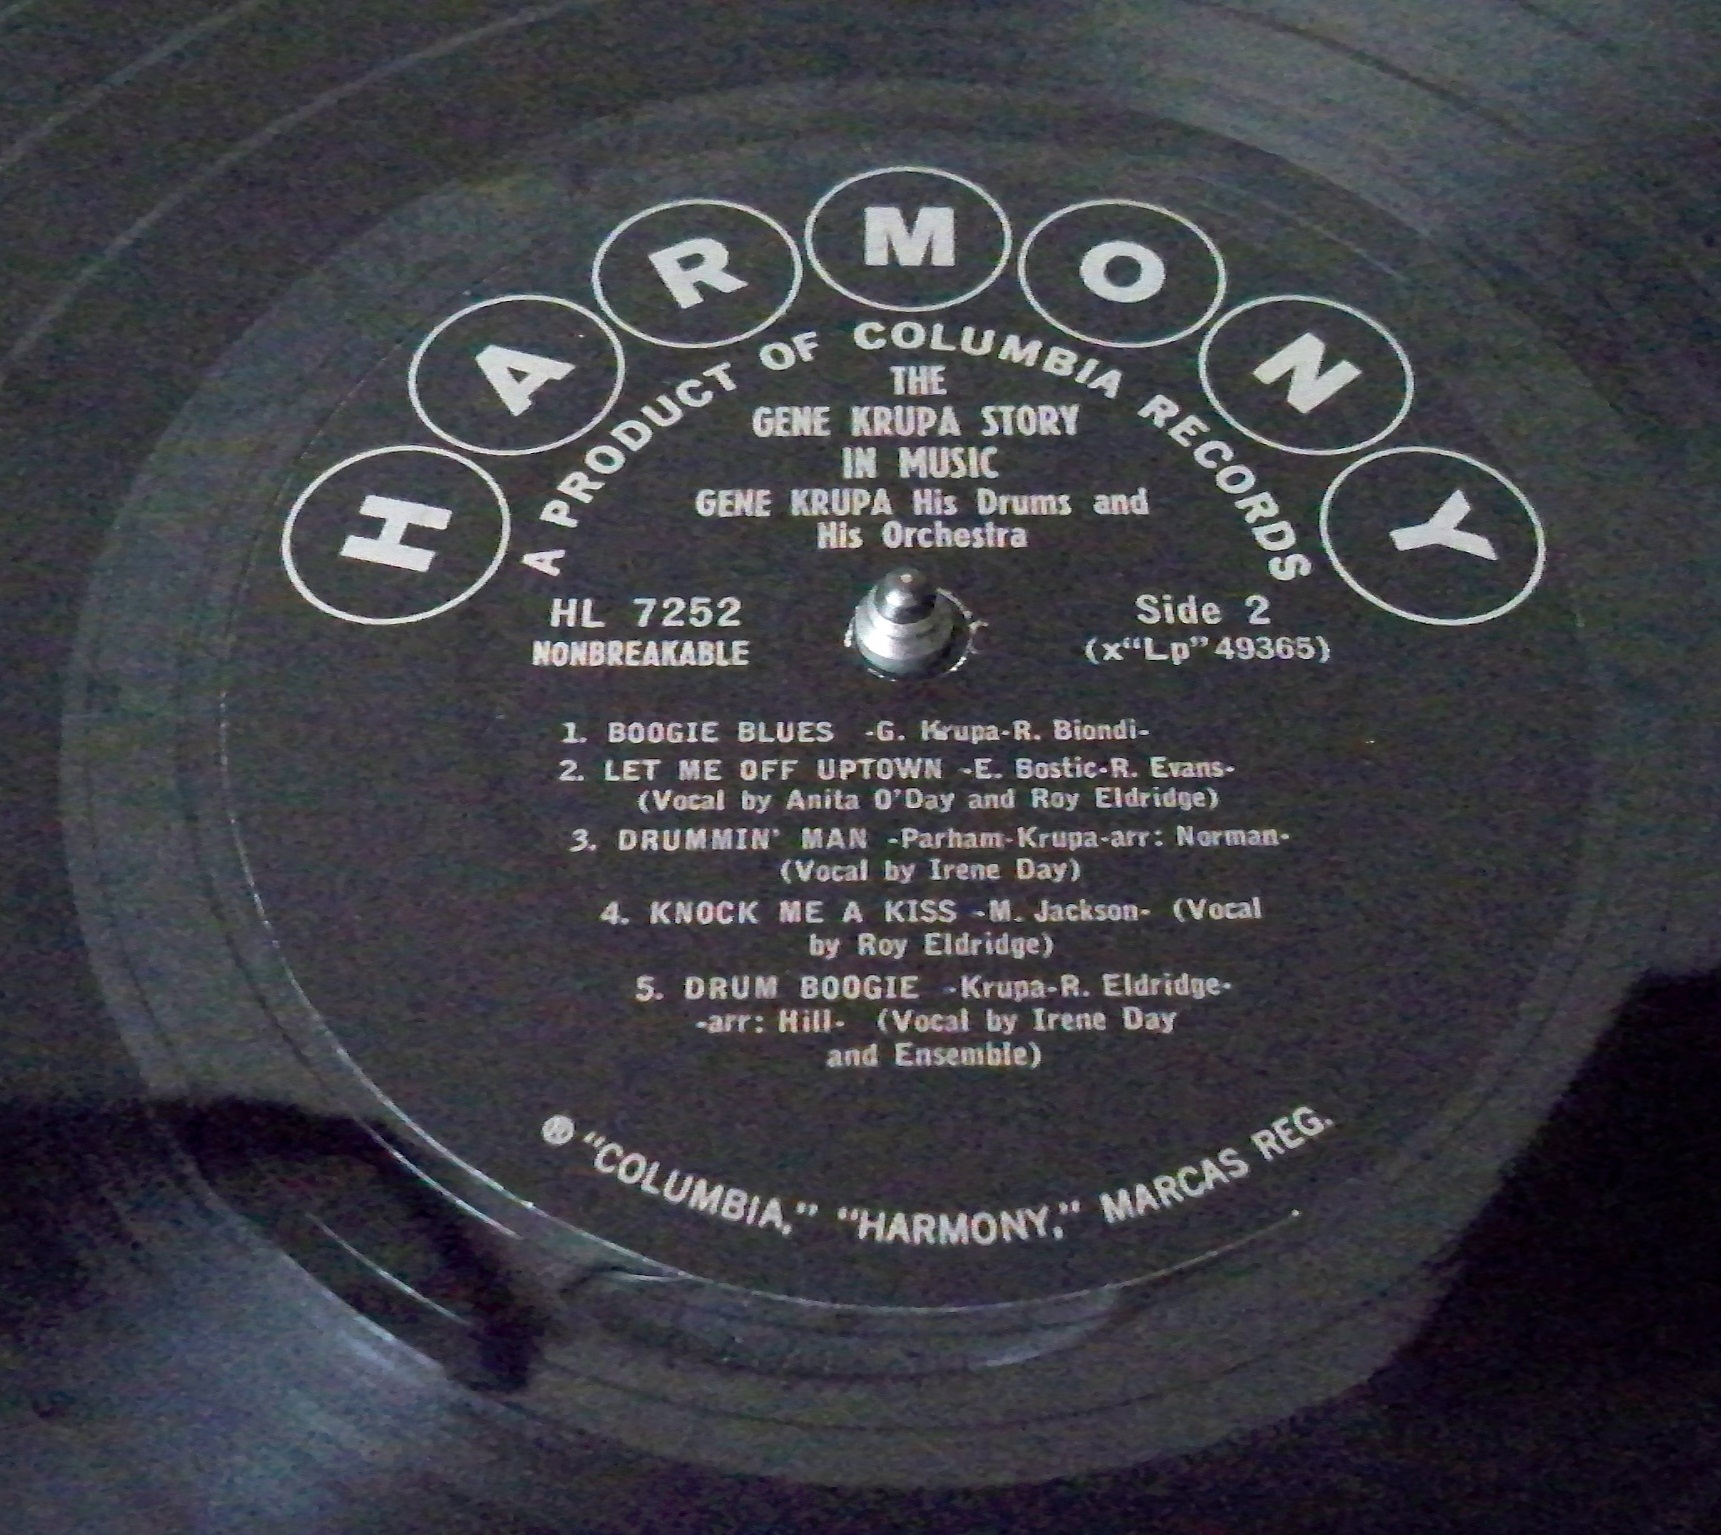 HARMONY
A PRODUCT OF COLUMBIA RECORDS
THE
GENE KRUPA STORY
IN MUSIC
GENE KRUPA His Drums and
His Orchestra
HL 7252
NONBREAKABLE
Side 2
(x"Lp" 49365)
1. BOOGIE BLUES -G. Krupa-R. Biondi-
2. LET ME OFF UPTOWN -E. Bostic-R. Evans-
(Vocal by Anita O'Day and Roy Eldridge)
3. DRUMMIN' MAN -Parham-Krupa-arr: Norman-
(Vocal by Irene Day)
4. KNOCK ME A KISS -M. Jackson- (Vocal
by Roy Eldridge)
5. DRUM BOOGIE -Krupa-R. Eldridge-
-arr: Hill- (Vocal by Irene Day
and Ensemble)
® "COLUMBIA," "HARMONY," MARCAS REG.